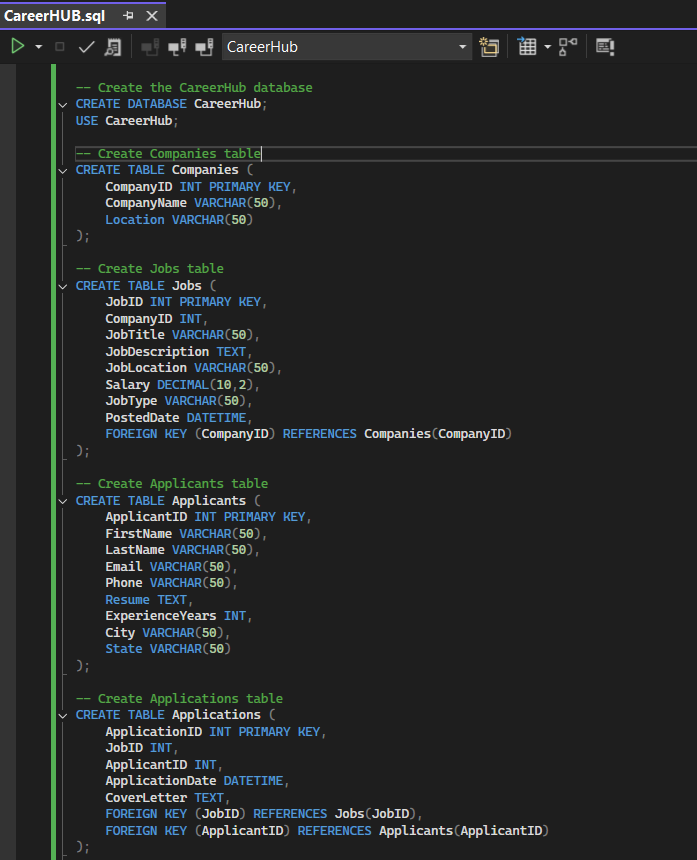 CareerHUB.sql
CareerHub
-- Create the CareerHub database
CREATE DATABASE CareerHub;
USE CareerHub;
-- Create Companies table
CREATE TABLE Companies (
CompanyID INT PRIMARY KEY,
CompanyName VARCHAR(50),
Location VARCHAR(50)
);
-- Create Jobs table
CREATE TABLE Jobs (
JobID INT PRIMARY KEY,
CompanyID INT,
JobTitle VARCHAR(50),
JobDescription TEXT,
JobLocation VARCHAR(50),
Salary DECIMAL(10,2),
JobType VARCHAR(50),
PostedDate DATETIME,
FOREIGN KEY (CompanyID) REFERENCES Companies(CompanyID)
);
-- Create Applicants table
CREATE TABLE Applicants (
ApplicantID INT PRIMARY KEY,
FirstName VARCHAR(50),
LastName VARCHAR(50),
Email VARCHAR(50),
Phone VARCHAR(50),
Resume TEXT,
ExperienceYears INT,
City VARCHAR(50),
State VARCHAR(50)
);
-- Create Applications table
CREATE TABLE Applications (
ApplicationID INT PRIMARY KEY,
JobID INT,
ApplicantID INT,
ApplicationDate DATETIME,
CoverLetter TEXT,
FOREIGN KEY (JobID) REFERENCES Jobs(JobID),
FOREIGN KEY (ApplicantID) REFERENCES Applicants(ApplicantID)
);